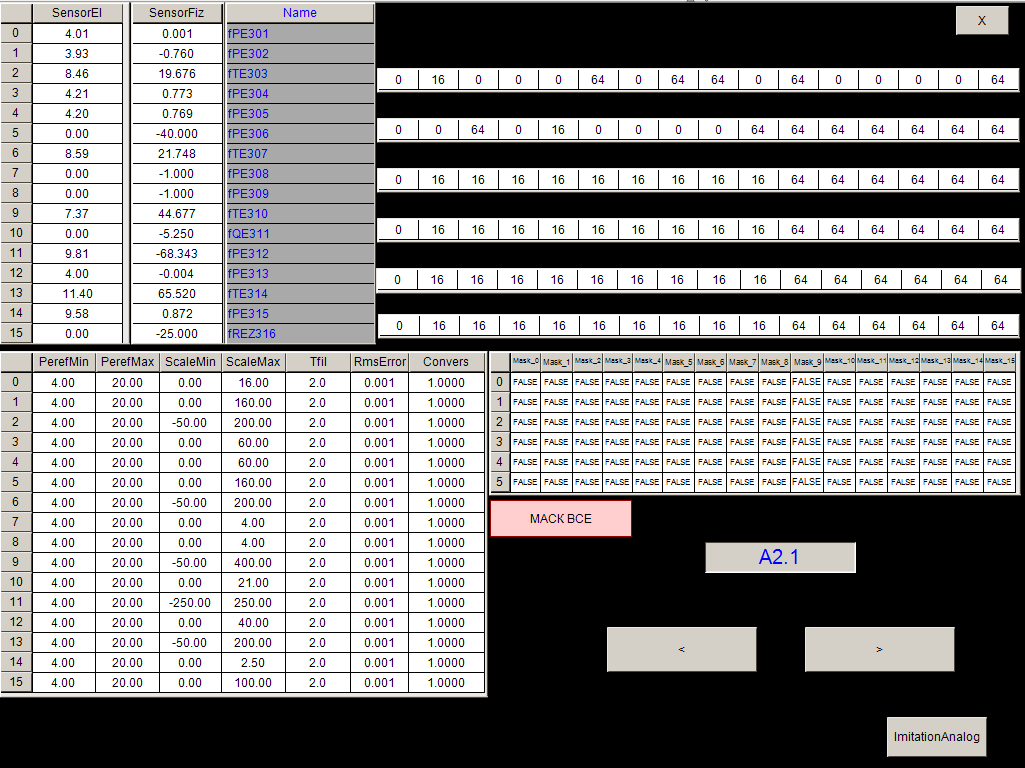 SensorEl SensorFiz Name
X
0 4.01 0.001 fPE301
1 3.93 -0.760 fPE302
2 8.46 19.676 fTE303
3 4.21 0.773 fPE304
4 4.20 0.769 fPE305
5 0.00 -40.000 fPE306
6 8.59 21.748 fTE307
7 0.00 -1.000 fPE308
8 0.00 -1.000 fPE309
9 7.37 44.677 fTE310
10 0.00 -5.250 fQE311
11 9.81 -68.343 fPE312
12 4.00 -0.004 fPE313
13 11.40 65.520 fTE314
14 9.58 0.872 fPE315
15 0.00 -25.000 fREZ316
0 16 0 0 0 64 0 64 64 0 64 0 0 0 0 64
0 0 64 0 16 0 0 0 0 64 64 64 64 64 64 64
0 16 16 16 16 16 16 16 16 16 64 64 64 64 64 64
0 16 16 16 16 16 16 16 16 16 64 64 64 64 64 64
0 16 16 16 16 16 16 16 16 16 64 64 64 64 64 64
0 16 16 16 16 16 16 16 16 16 64 64 64 64 64 64
PerefMin PerefMax ScaleMin ScaleMax Tfil RmsError Convers
0 4.00 20.00 0.00 16.00 2.0 0.001 1.0000
1 4.00 20.00 0.00 160.00 2.0 0.001 1.0000
2 4.00 20.00 -50.00 200.00 2.0 0.001 1.0000
3 4.00 20.00 0.00 60.00 2.0 0.001 1.0000
4 4.00 20.00 0.00 60.00 2.0 0.001 1.0000
5 4.00 20.00 0.00 160.00 2.0 0.001 1.0000
6 4.00 20.00 -50.00 200.00 2.0 0.001 1.0000
7 4.00 20.00 0.00 4.00 2.0 0.001 1.0000
8 4.00 20.00 0.00 4.00 2.0 0.001 1.0000
9 4.00 20.00 -50.00 400.00 2.0 0.001 1.0000
10 4.00 20.00 0.00 21.00 2.0 0.001 1.0000
11 4.00 20.00 -250.00 250.00 2.0 0.001 1.0000
12 4.00 20.00 0.00 40.00 2.0 0.001 1.0000
13 4.00 20.00 -50.00 200.00 2.0 0.001 1.0000
14 4.00 20.00 0.00 2.50 2.0 0.001 1.0000
15 4.00 20.00 0.00 100.00 2.0 0.001 1.0000
Mask_0 Mask_1 Mask_2 Mask_3 Mask_4 Mask_5 Mask_6 Mask_7 Mask_8 Mask_9 Mask_10 Mask_11 Mask_12 Mask_13 Mask_14 Mask_15
0 FALSE FALSE FALSE FALSE FALSE FALSE FALSE FALSE FALSE FALSE FALSE FALSE FALSE FALSE FALSE FALSE
1 FALSE FALSE FALSE FALSE FALSE FALSE FALSE FALSE FALSE FALSE FALSE FALSE FALSE FALSE FALSE FALSE
2 FALSE FALSE FALSE FALSE FALSE FALSE FALSE FALSE FALSE FALSE FALSE FALSE FALSE FALSE FALSE FALSE
3 FALSE FALSE FALSE FALSE FALSE FALSE FALSE FALSE FALSE FALSE FALSE FALSE FALSE FALSE FALSE FALSE
4 FALSE FALSE FALSE FALSE FALSE FALSE FALSE FALSE FALSE FALSE FALSE FALSE FALSE FALSE FALSE FALSE
5 FALSE FALSE FALSE FALSE FALSE FALSE FALSE FALSE FALSE FALSE FALSE FALSE FALSE FALSE FALSE FALSE
МАСК ВСЕ
A2.1
< >
ImitationAnalog